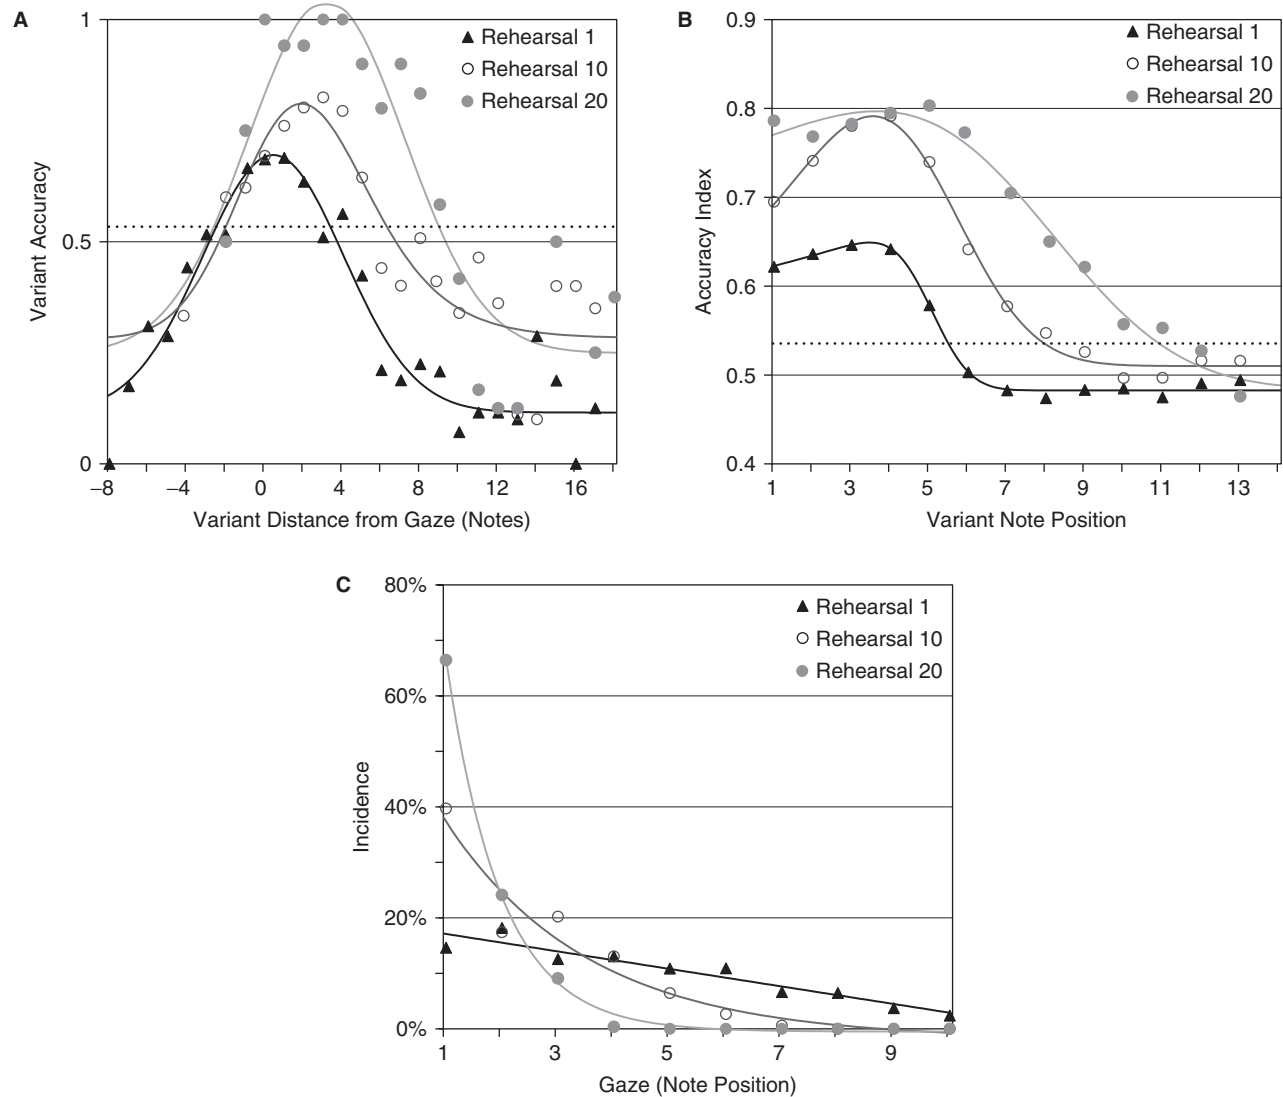 A
Variant Accuracy
1
0.5
0
Rehearsal 1
Rehearsal 10
Rehearsal 20
−8 −4 0 4 8 12 16
Variant Distance from Gaze (Notes)
B
Accuracy Index
0.9
0.8
0.7
0.6
0.5
0.4
Rehearsal 1
Rehearsal 10
Rehearsal 20
1 3 5 7 9 11 13
Variant Note Position
C
Incidence
80%
60%
40%
20%
0%
Rehearsal 1
Rehearsal 10
Rehearsal 20
1 3 5 7 9
Gaze (Note Position)